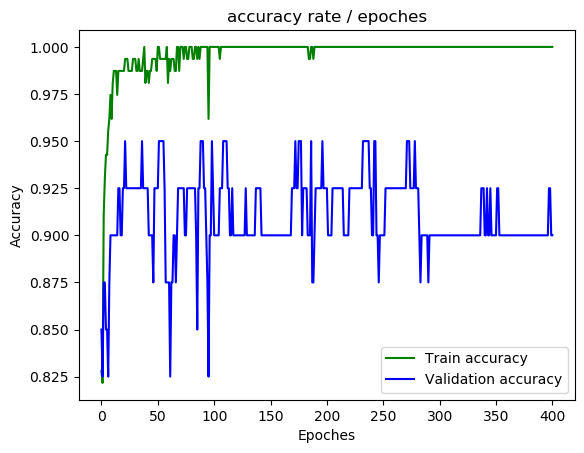 accuracy rate / epoches
1.000
0.975
0.950
0.925
0.900
0.875
0.850
0.825
Accuracy
Train accuracy
Validation accuracy
0 50 100 150 200 250 300 350 400
Epoches